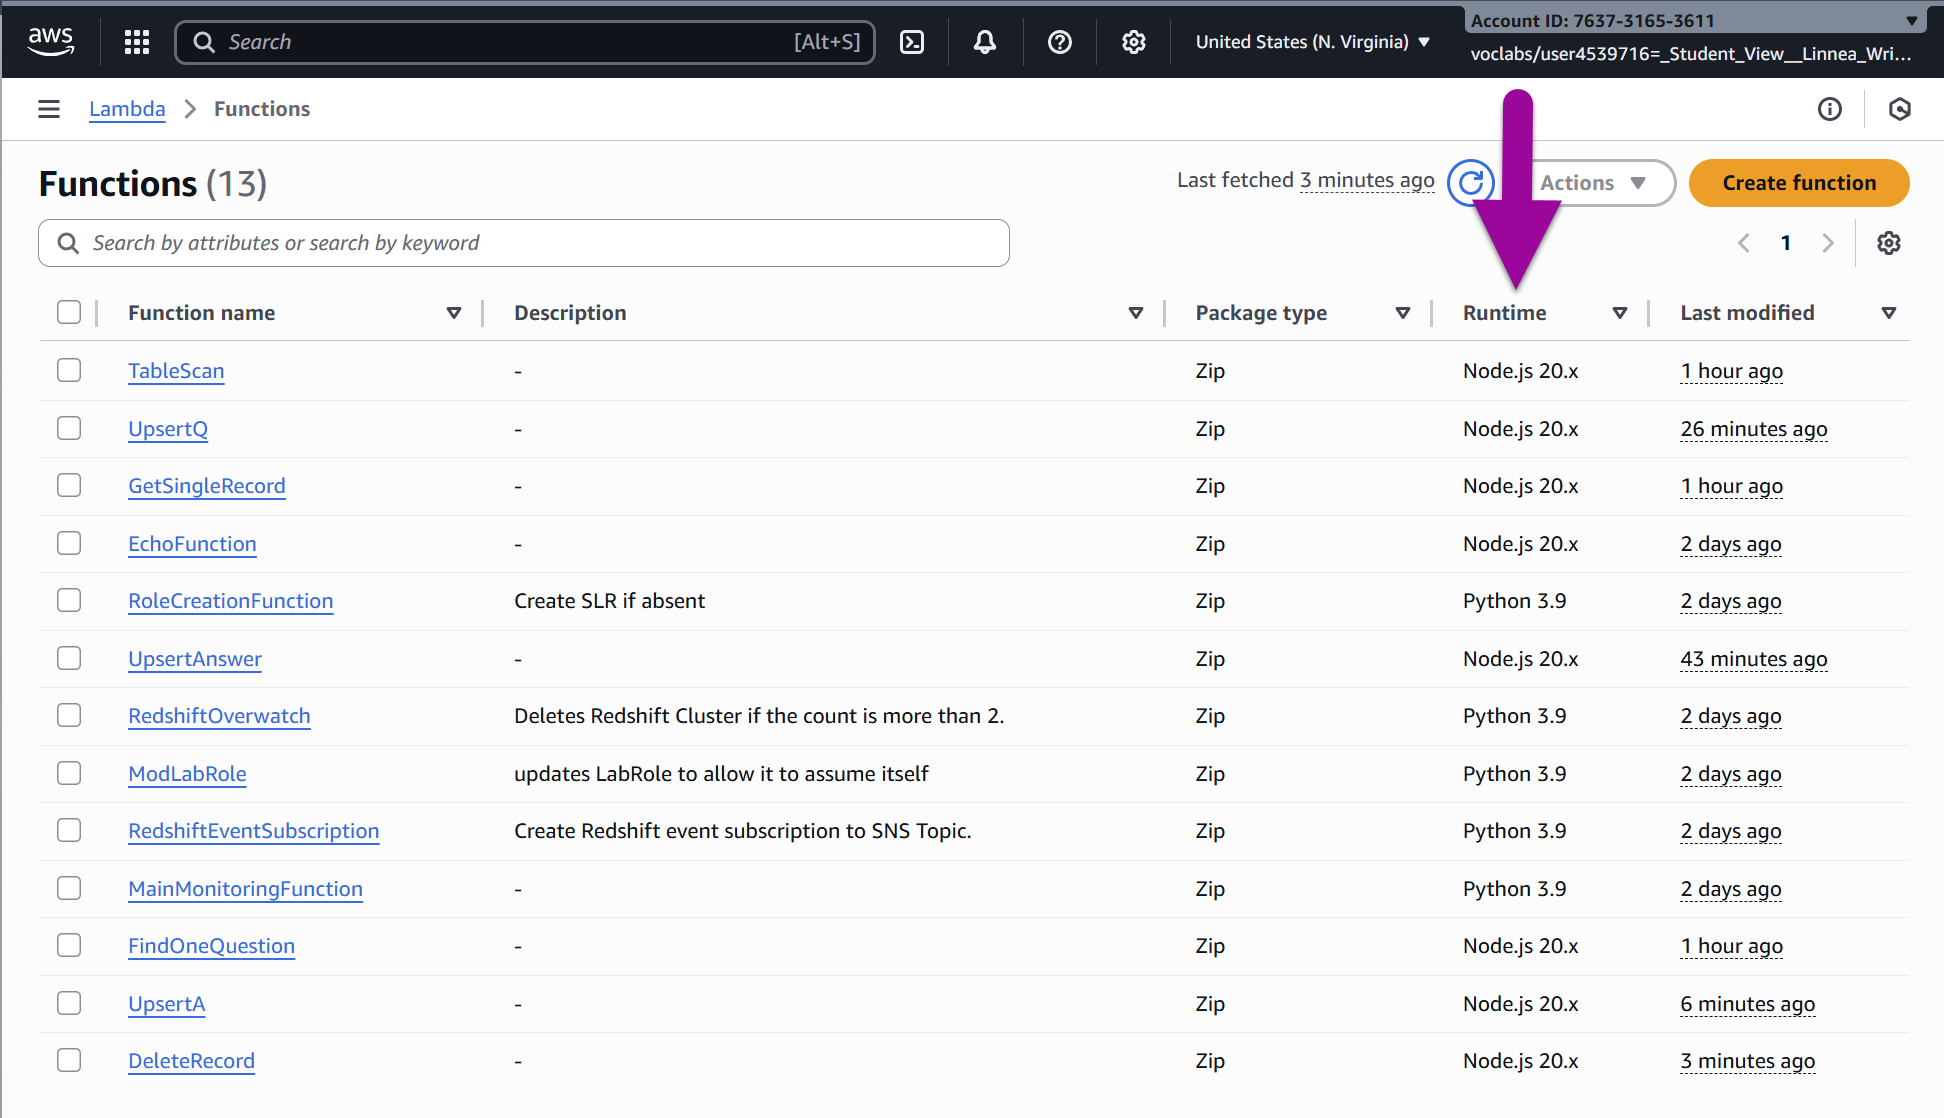 aws Search [Alt+S] United States (N. Virginia) Account ID: 7637-3165-3611
voclabs/user4539716=_Student_View__Linnea_Wri...
Lambda Functions
Functions (13) Last fetched 3 minutes ago Actions Create function
Search by attributes or search by keyword 1
Function name Description Package type Runtime Last modified
TableScan - Zip Node.js 20.x 1 hour ago
UpsertQ - Zip Node.js 20.x 26 minutes ago
GetSingleRecord - Zip Node.js 20.x 1 hour ago
EchoFunction - Zip Node.js 20.x 2 days ago
RoleCreationFunction Create SLR if absent Zip Python 3.9 2 days ago
UpsertAnswer - Zip Node.js 20.x 43 minutes ago
RedshiftOverwatch Deletes Redshift Cluster if the count is more than 2. Zip Python 3.9 2 days ago
ModLabRole updates LabRole to allow it to assume itself Zip Python 3.9 2 days ago
RedshiftEventSubscription Create Redshift event subscription to SNS Topic. Zip Python 3.9 2 days ago
MainMonitoringFunction - Zip Python 3.9 2 days ago
FindOneQuestion - Zip Node.js 20.x 1 hour ago
UpsertA - Zip Node.js 20.x 6 minutes ago
DeleteRecord - Zip Node.js 20.x 3 minutes ago